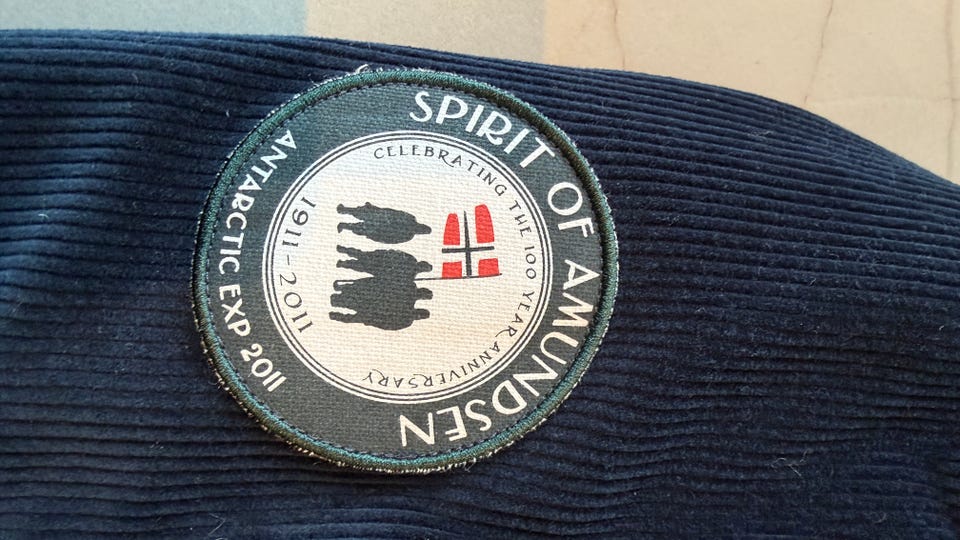 SPIRIT OF AMUNDSEN
CELEBRATING THE 100 YEAR ANNIVERSARY
1911-2011
ANTARCTIC EXP 2011